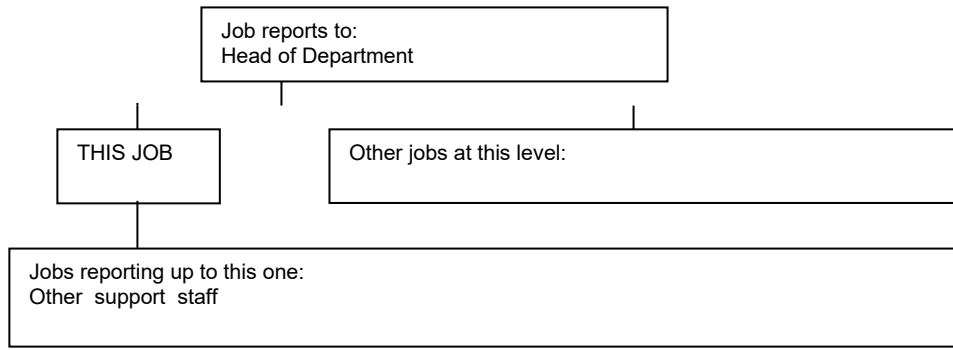 Job reports to:
Head of Department
THIS JOB
Other jobs at this level:
Jobs reporting up to this one:
Other support staff